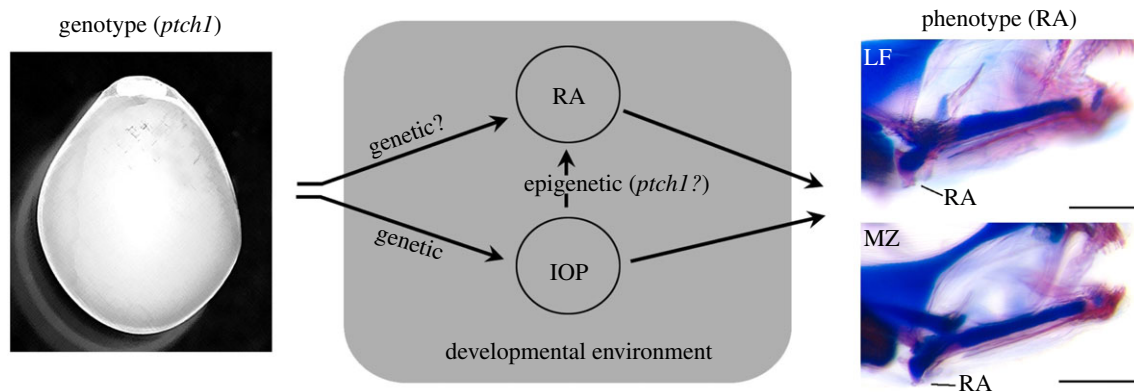 genotype (ptch1)
genetic?
RA
epigenetic (ptch1?)
genetic
IOP
developmental environment
phenotype (RA)
LF
RA
MZ
RA